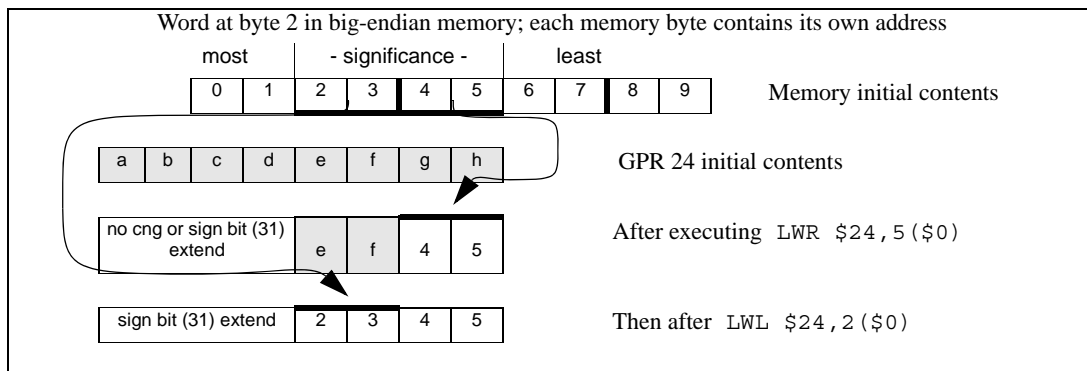 Word at byte 2 in big-endian memory; each memory byte contains its own address
most - significance - least
0 1 2 3 4 5 6 7 8 9 Memory initial contents
a b c d e f g h GPR 24 initial contents
no cng or sign bit (31)
extend e f 4 5 After executing LWR $24,5($0)
sign bit (31) extend 2 3 4 5 Then after LWL $24,2($0)